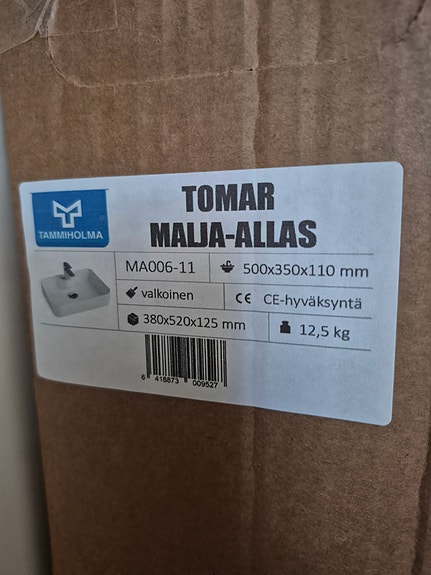 TAMMIHOLMA
TOMAR
MALJA-ALLAS
MA006-11
500x350x110 mm
valkoinen
CE CE-hyväksyntä
380x520x125 mm
12,5 kg
6 418873 009527